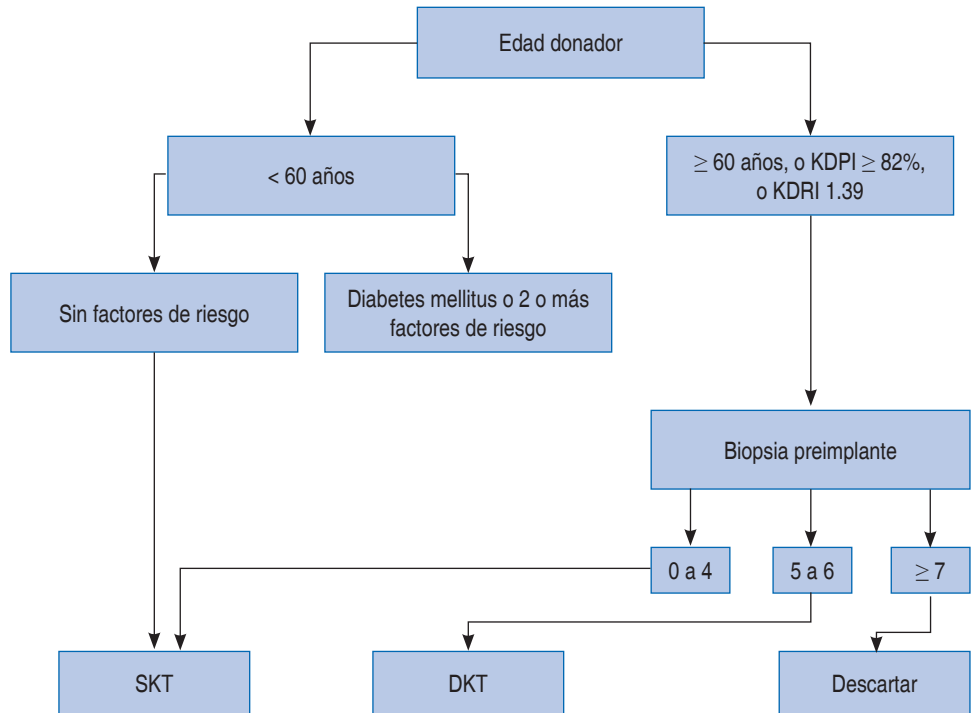 Edad donador
< 60 años
≥ 60 años, o KDPI ≥ 82%,
o KDRI 1.39
Sin factores de riesgo
Diabetes mellitus o 2 o más
factores de riesgo
Biopsia preimplante
0 a 4
5 a 6
≥ 7
SKT
DKT
Descartar